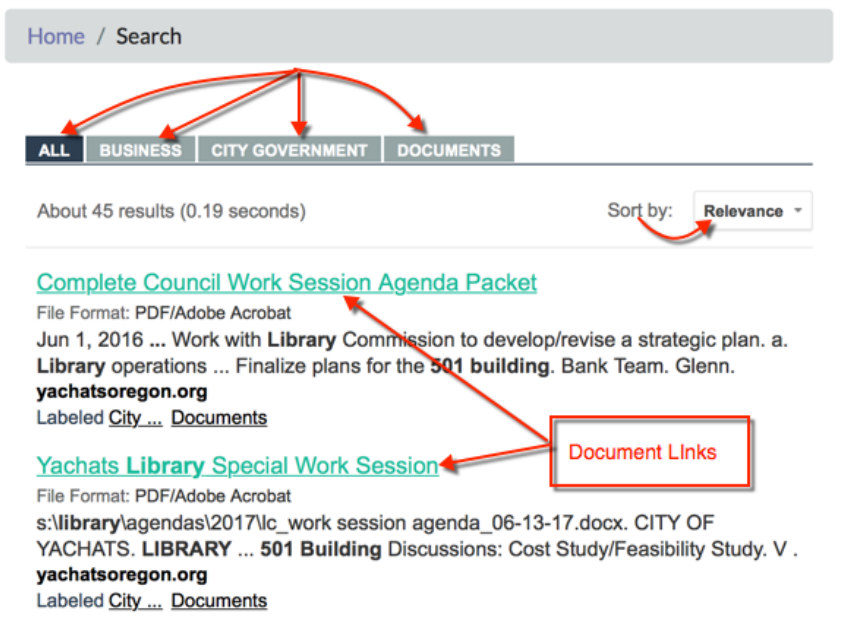 Home / Search
ALL BUSINESS CITY GOVERNMENT DOCUMENTS
About 45 results (0.19 seconds) Sort by: Relevance
Complete Council Work Session Agenda Packet
File Format: PDF/Adobe Acrobat
Jun 1, 2016 ... Work with Library Commission to develop/revise a strategic plan. a.
Library operations ... Finalize plans for the 501 building. Bank Team. Glenn.
yachatsoregon.org
Labeled City ... Documents
Document LInks
Yachats Library Special Work Session
File Format: PDF/Adobe Acrobat
s:\library\agendas\2017\lc_work session agenda_06-13-17.docx. CITY OF
YACHATS. LIBRARY ... 501 Building Discussions: Cost Study/Feasibility Study. V .
yachatsoregon.org
Labeled City ... Documents